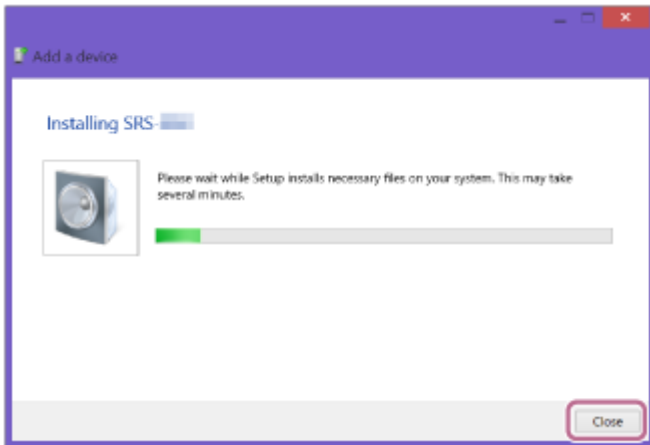 Add a device
Installing SRS-
Please wait while Setup installs necessary files on your system. This may take
several minutes.
Close